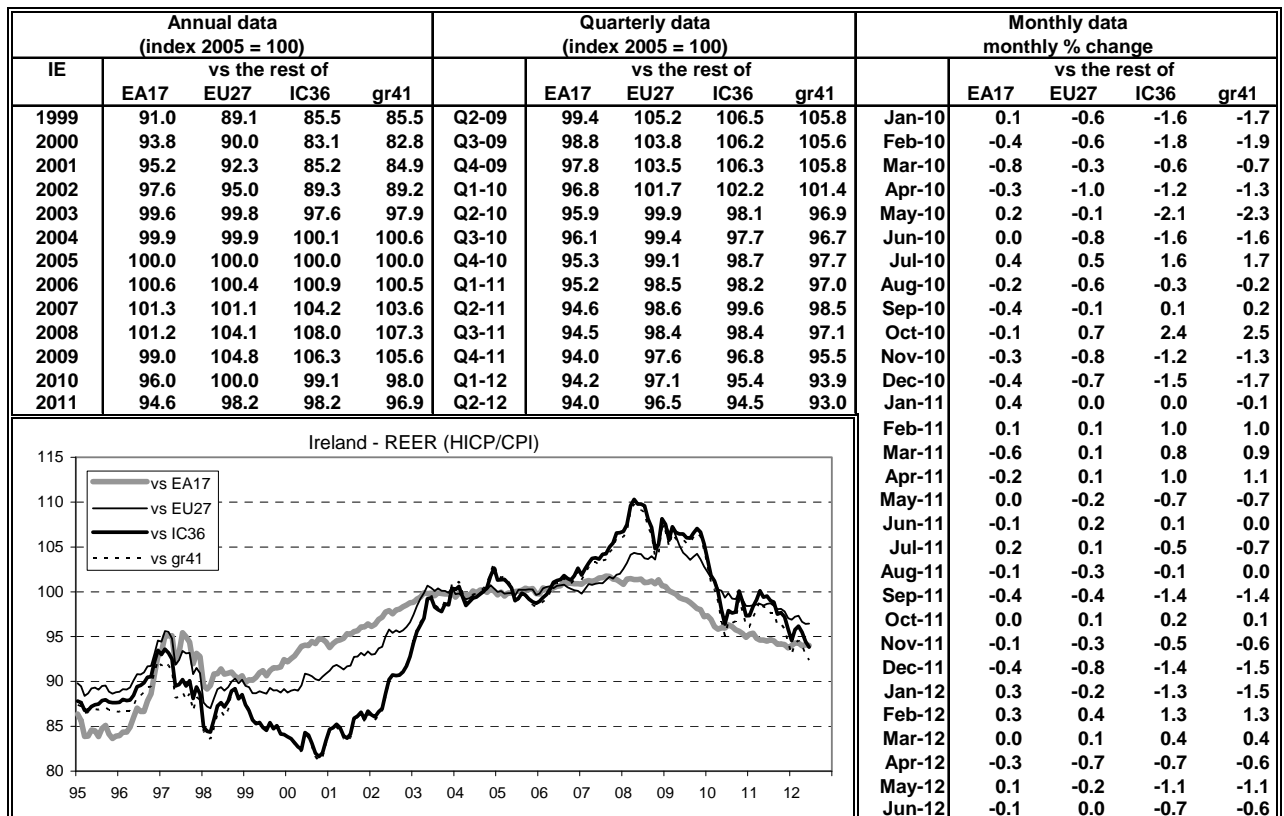 Annual data Quarterly data Monthly data
(index 2005 = 100) (index 2005 = 100) monthly % change
IE vs the rest of vs the rest of vs the rest of
EA17 EU27 IC36 gr41 EA17 EU27 IC36 gr41 EA17 EU27 IC36 gr41
1999 91.0 89.1 85.5 85.5 Q2-09 99.4 105.2 106.5 105.8 Jan-10 0.1 -0.6 -1.6 -1.7
2000 93.8 90.0 83.1 82.8 Q3-09 98.8 103.8 106.2 105.6 Feb-10 -0.4 -0.6 -1.8 -1.9
2001 95.2 92.3 85.2 84.9 Q4-09 97.8 103.5 106.3 105.8 Mar-10 -0.8 -0.3 -0.6 -0.7
2002 97.6 95.0 89.3 89.2 Q1-10 96.8 101.7 102.2 101.4 Apr-10 -0.3 -1.0 -1.2 -1.3
2003 99.6 99.8 97.6 97.9 Q2-10 95.9 99.9 98.1 96.9 May-10 0.2 -0.1 -2.1 -2.3
2004 99.9 99.9 100.1 100.6 Q3-10 96.1 99.4 97.7 96.7 Jun-10 0.0 -0.8 -1.6 -1.6
2005 100.0 100.0 100.0 100.0 Q4-10 95.3 99.1 98.7 97.7 Jul-10 0.4 0.5 1.6 1.7
2006 100.6 100.4 100.9 100.5 Q1-11 95.2 98.5 98.2 97.0 Aug-10 -0.2 -0.6 -0.3 -0.2
2007 101.3 101.1 104.2 103.6 Q2-11 94.6 98.6 99.6 98.5 Sep-10 -0.4 -0.1 0.1 0.2
2008 101.2 104.1 108.0 107.3 Q3-11 94.5 98.4 98.4 97.1 Oct-10 -0.1 0.7 2.4 2.5
2009 99.0 104.8 106.3 105.6 Q4-11 94.0 97.6 96.8 95.5 Nov-10 -0.3 -0.8 -1.2 -1.3
2010 96.0 100.0 99.1 98.0 Q1-12 94.2 97.1 95.4 93.9 Dec-10 -0.4 -0.7 -1.5 -1.7
2011 94.6 98.2 98.2 96.9 Q2-12 94.0 96.5 94.5 93.0 Jan-11 0.4 0.0 0.0 -0.1
Feb-11 0.1 0.1 1.0 1.0
Mar-11 -0.6 0.1 0.8 0.9
Apr-11 -0.2 0.1 1.0 1.1
May-11 0.0 -0.2 -0.7 -0.7
Jun-11 -0.1 0.2 0.1 0.0
Jul-11 0.2 0.1 -0.5 -0.7
Aug-11 -0.1 -0.3 -0.1 0.0
Sep-11 -0.4 -0.4 -1.4 -1.4
Oct-11 0.0 0.1 0.2 0.1
Nov-11 -0.1 -0.3 -0.5 -0.6
Dec-11 -0.4 -0.8 -1.4 -1.5
Jan-12 0.3 -0.2 -1.3 -1.5
Feb-12 0.3 0.4 1.3 1.3
Mar-12 0.0 0.1 0.4 0.4
Apr-12 -0.3 -0.7 -0.7 -0.6
May-12 0.1 -0.2 -1.1 -1.1
Jun-12 -0.1 0.0 -0.7 -0.6
Ireland - REER (HICP/CPI)
vs EA17
vs EU27
vs IC36
vs gr41
115
110
105
100
95
90
85
80
95 96 97 98 99 00 01 02 03 04 05 06 07 08 09 10 11 12